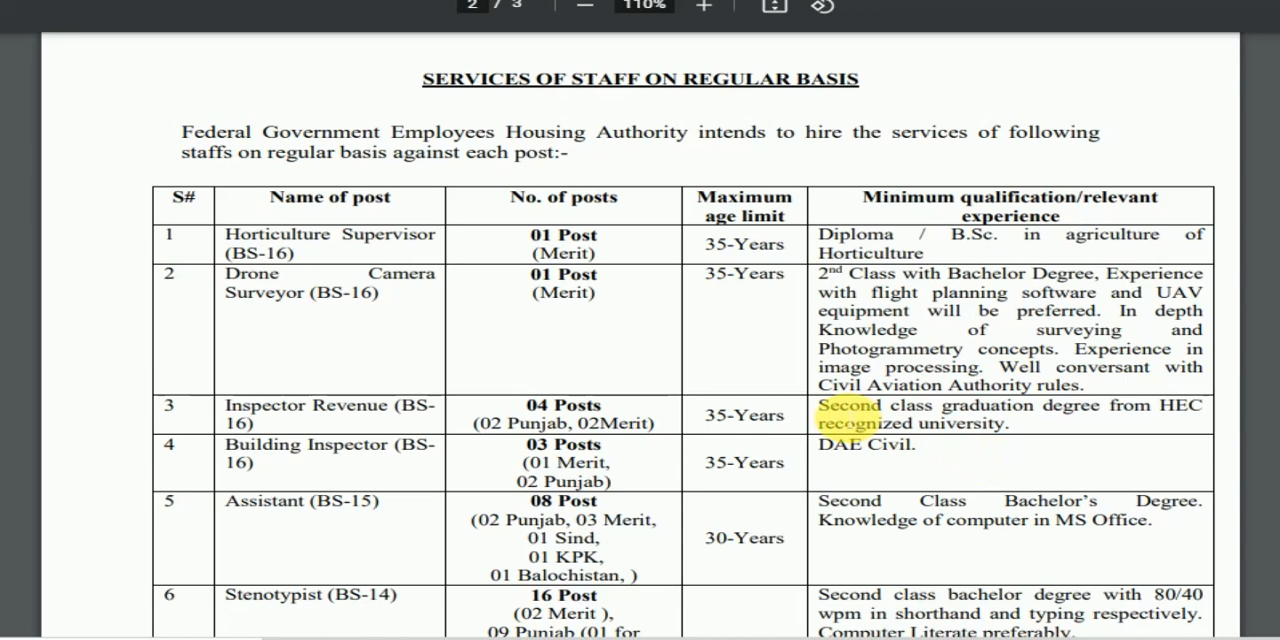 2 / 3
110%
SERVICES OF STAFF ON REGULAR BASIS
Federal Government Employees Housing Authority intends to hire the services of following
staffs on regular basis against each post:-
S#
Name of post
No. of posts
Maximum
age limit
Minimum qualification/relevant
experience
1
Horticulture Supervisor
(BS-16)
01 Post
(Merit)
35-Years
Diploma / B.Sc. in agriculture of
Horticulture
2
Drone Camera
Surveyor (BS-16)
01 Post
(Merit)
35-Years
2nd Class with Bachelor Degree, Experience
with flight planning software and UAV
equipment will be preferred. In depth
Knowledge of surveying and
Photogrammetry concepts. Experience in
image processing. Well conversant with
Civil Aviation Authority rules.
3
Inspector Revenue (BS-
16)
04 Posts
(02 Punjab, 02Merit)
35-Years
Second class graduation degree from HEC
recognized university.
4
Building Inspector (BS-
16)
03 Posts
(01 Merit,
02 Punjab)
35-Years
DAE Civil.
5
Assistant (BS-15)
08 Post
(02 Punjab, 03 Merit,
01 Sind,
01 KPK,
01 Balochistan, )
30-Years
Second Class Bachelor's Degree.
Knowledge of computer in MS Office.
6
Stenotypist (BS-14)
16 Post
(02 Merit ),
09 Punjab (01 for
Second class bachelor degree with 80/40
wpm in shorthand and typing respectively.
Computer Literate preferably.